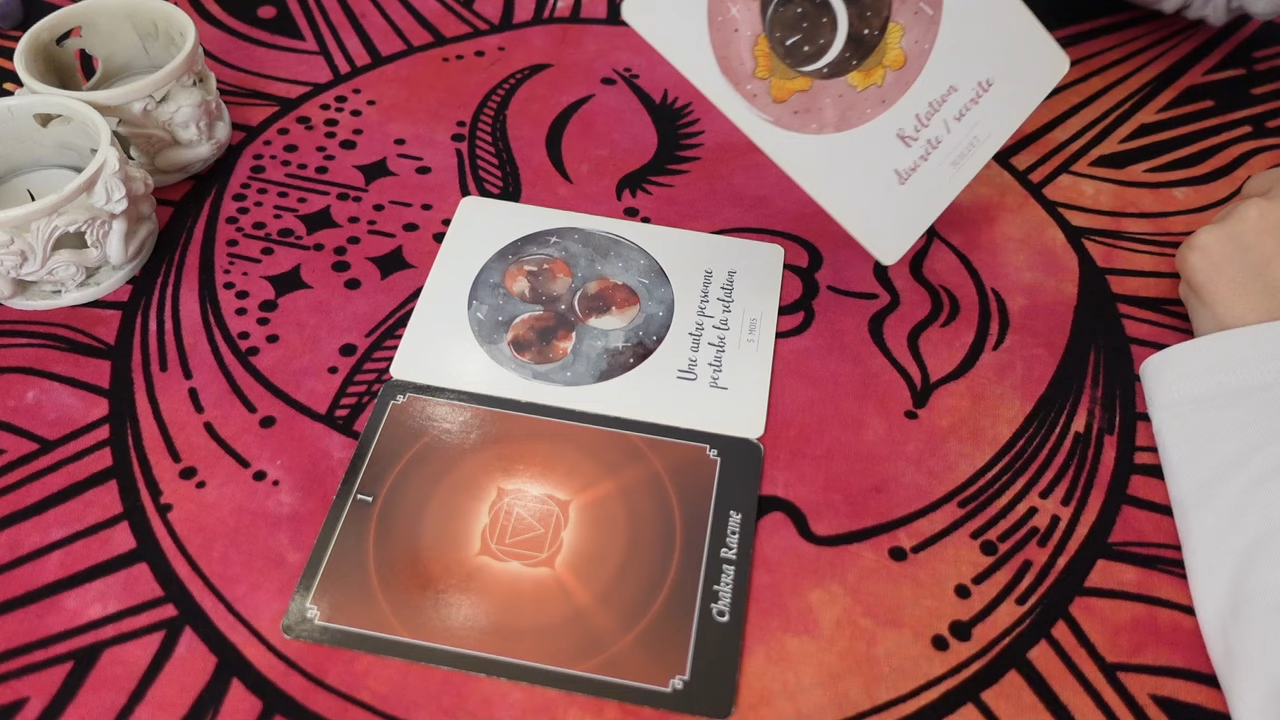 Relation
discrète / secrète
Une autre personne
perturbe la relation
5 MOIS
1
Chakra Racine